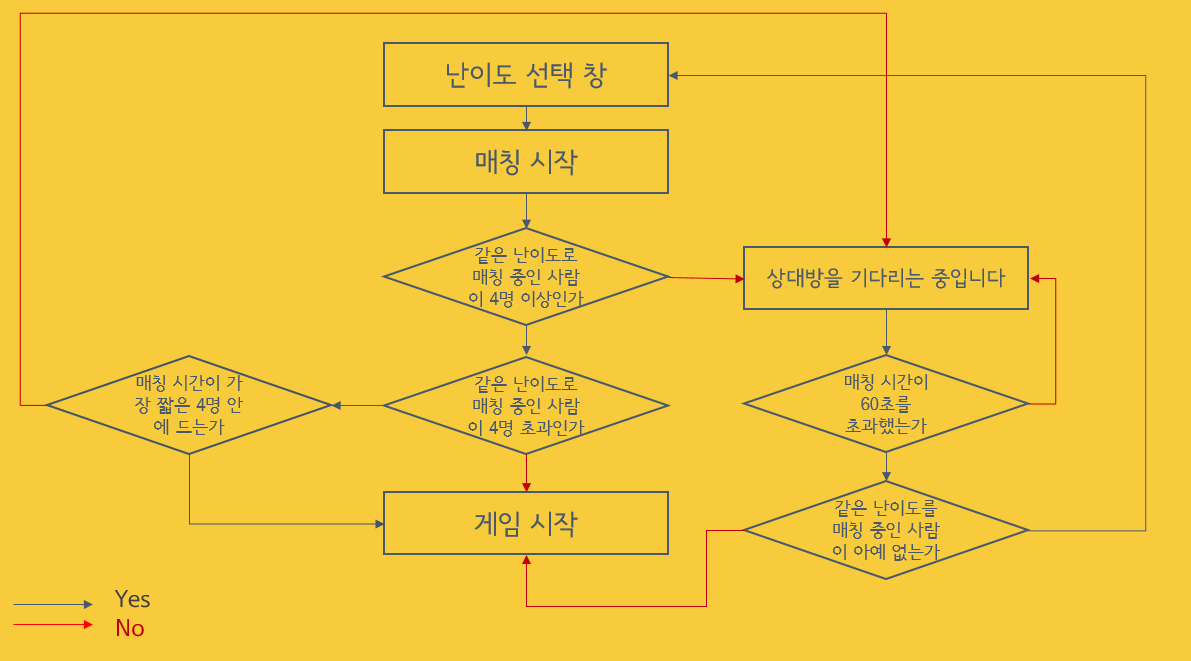 난이도 선택 창
매칭 시작
같은 난이도로
매칭 중인 사람
이 4명 이상인가
상대방을 기다리는 중입니다
매칭 시간이 가
장 짧은 4명 안
에 드는가
같은 난이도로
매칭 중인 사람
이 4명 초과인가
매칭 시간이
60초를
초과했는가
게임 시작
같은 난이도를
매칭 중인 사람
이 아예 없는가
Yes
No